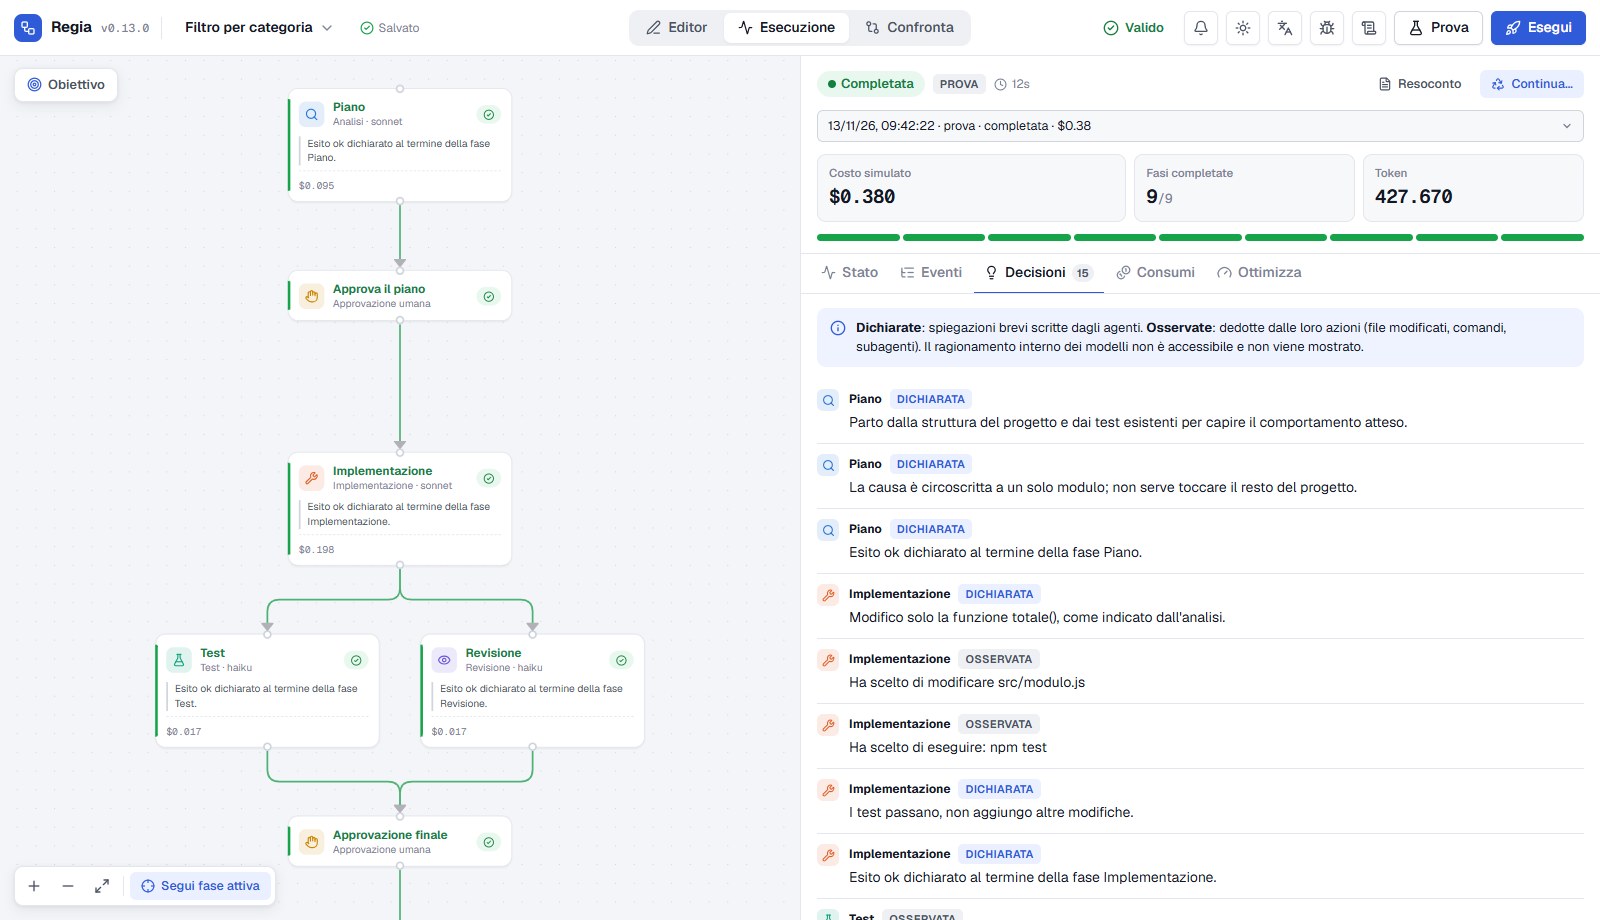 Regia v0.13.0
Filtro per categoria
Salvato
Editor
Esecuzione
Confronta
Valido
Prova
Esegui
Obiettivo
Piano
Analisi · sonnet
Esito ok dichiarato al termine della fase
Piano.
$0.095
Approva il piano
Approvazione umana
Implementazione
Implementazione · sonnet
Esito ok dichiarato al termine della fase
Implementazione.
$0.198
Test
Test · haiku
Esito ok dichiarato al termine della fase
Test.
$0.017
Revisione
Revisione · haiku
Esito ok dichiarato al termine della fase
Revisione.
$0.017
Approvazione finale
Approvazione umana
Segui fase attiva
Completata
PROVA
12s
Resoconto
Continua...
13/11/26, 09:42:22 · prova · completata · $0.38
Costo simulato
$0.380
Fasi completate
9/9
Token
427.670
Stato
Eventi
Decisioni 15
Consumi
Ottimizza
Dichiarate: spiegazioni brevi scritte dagli agenti. Osservate: dedotte dalle loro azioni (file modificati, comandi,
subagenti). Il ragionamento interno dei modelli non è accessibile e non viene mostrato.
Piano DICHIARATA
Parto dalla struttura del progetto e dai test esistenti per capire il comportamento atteso.
Piano DICHIARATA
La causa è circoscritta a un solo modulo; non serve toccare il resto del progetto.
Piano DICHIARATA
Esito ok dichiarato al termine della fase Piano.
Implementazione DICHIARATA
Modifico solo la funzione totale(), come indicato dall'analisi.
Implementazione OSSERVATA
Ha scelto di modificare src/modulo.js
Implementazione OSSERVATA
Ha scelto di eseguire: npm test
Implementazione DICHIARATA
I test passano, non aggiungo altre modifiche.
Implementazione DICHIARATA
Esito ok dichiarato al termine della fase Implementazione.
Test OSSERVATA